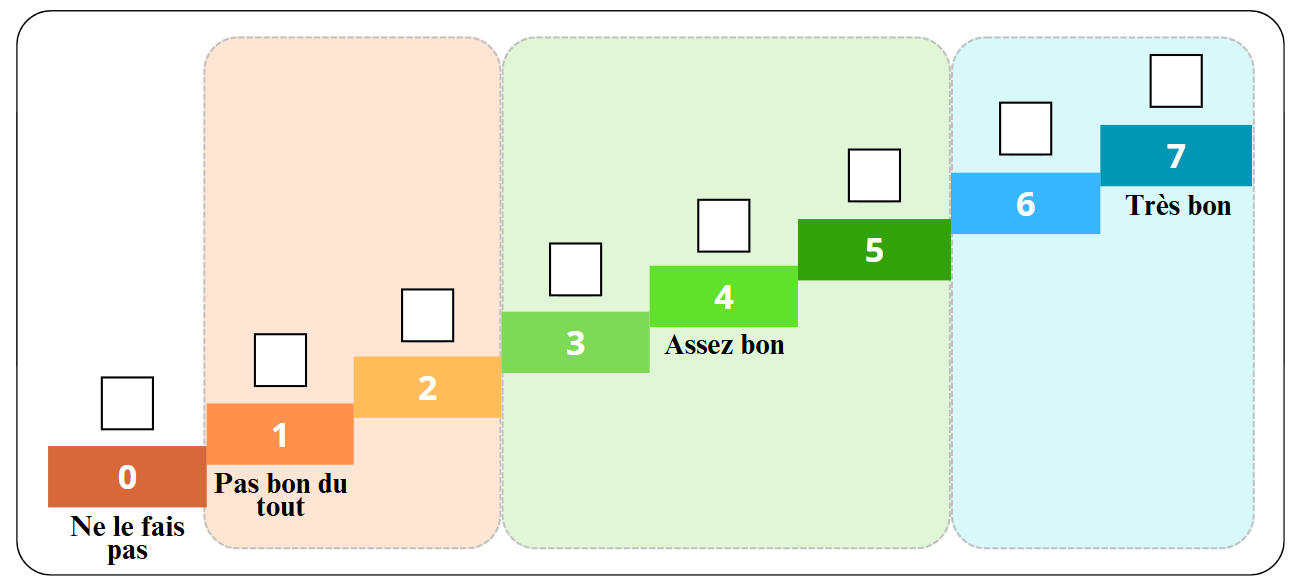 0
Ne le fais
pas
1
Pas bon du
tout
2
3
4
Assez bon
5
6
7
Très bon